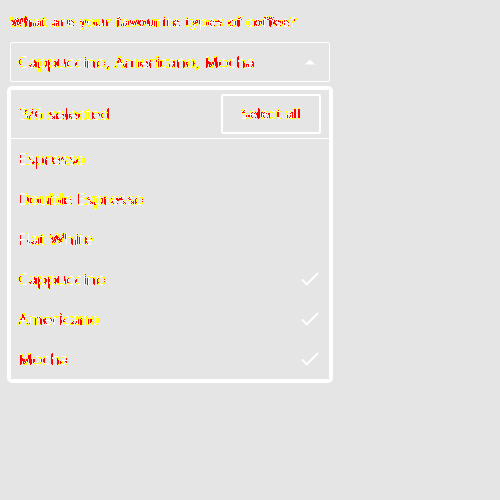 What are your favourite types of coffee?
Cappuccino, Americano, Mocha
3/6 selected
Select all
Espresso
Double Espresso
Flat White
Cappuccino
Americano
Mocha